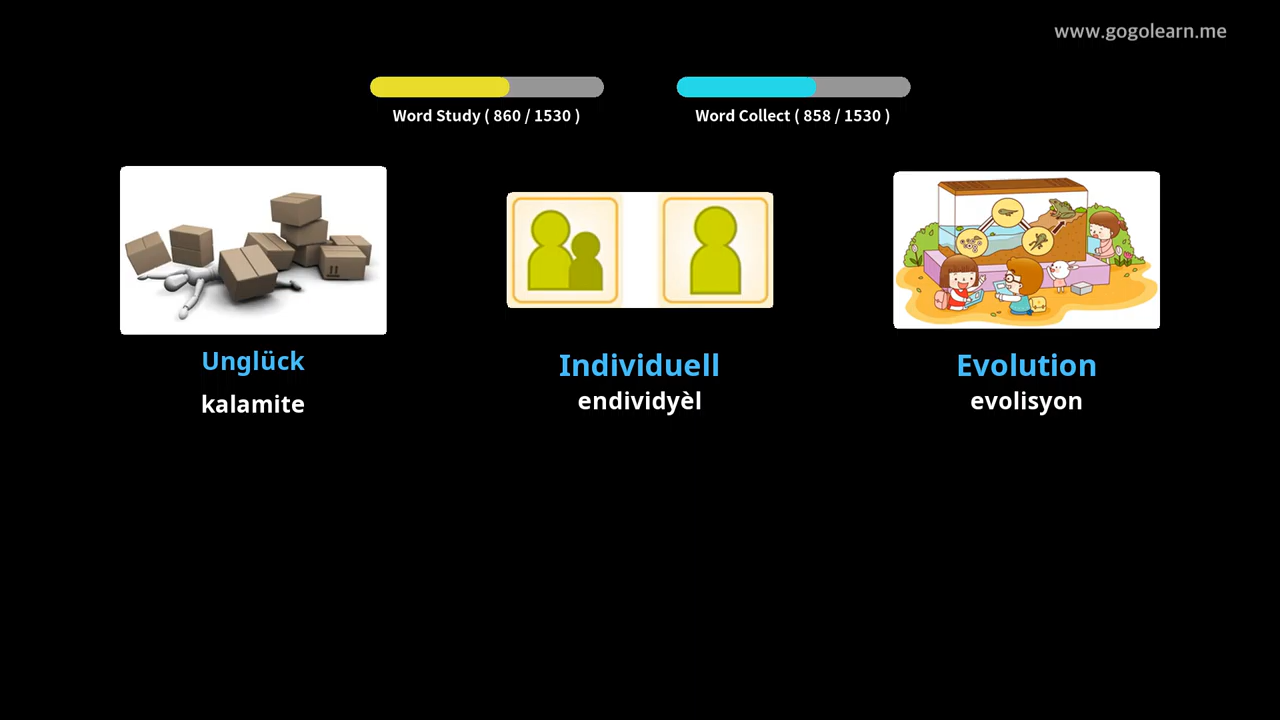 www.gogolearn.me
Word Study ( 860 / 1530 )
Word Collect ( 858 / 1530 )
Unglück
kalamite
Individuell
endividyèl
Evolution
evolisyon